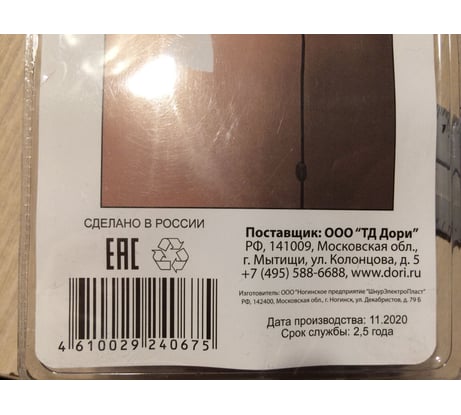 СДЕЛАНО В РОССИИ
EAC
Поставщик: ООО "ТД Дори"
РФ, 141009, Московская обл.,
г. Мытищи, ул. Колонцова, д. 5
+7 (495) 588-6688, www.dori.ru
Изготовитель: ООО "Ногинское предприятие "ШнурЭлектроПласт"
РФ, 142400, Московская обл., г. Ногинск, ул. Декабристов, д. 79 Б
Дата производства: 11.2020
Срок службы: 2,5 года
4 610029 240675